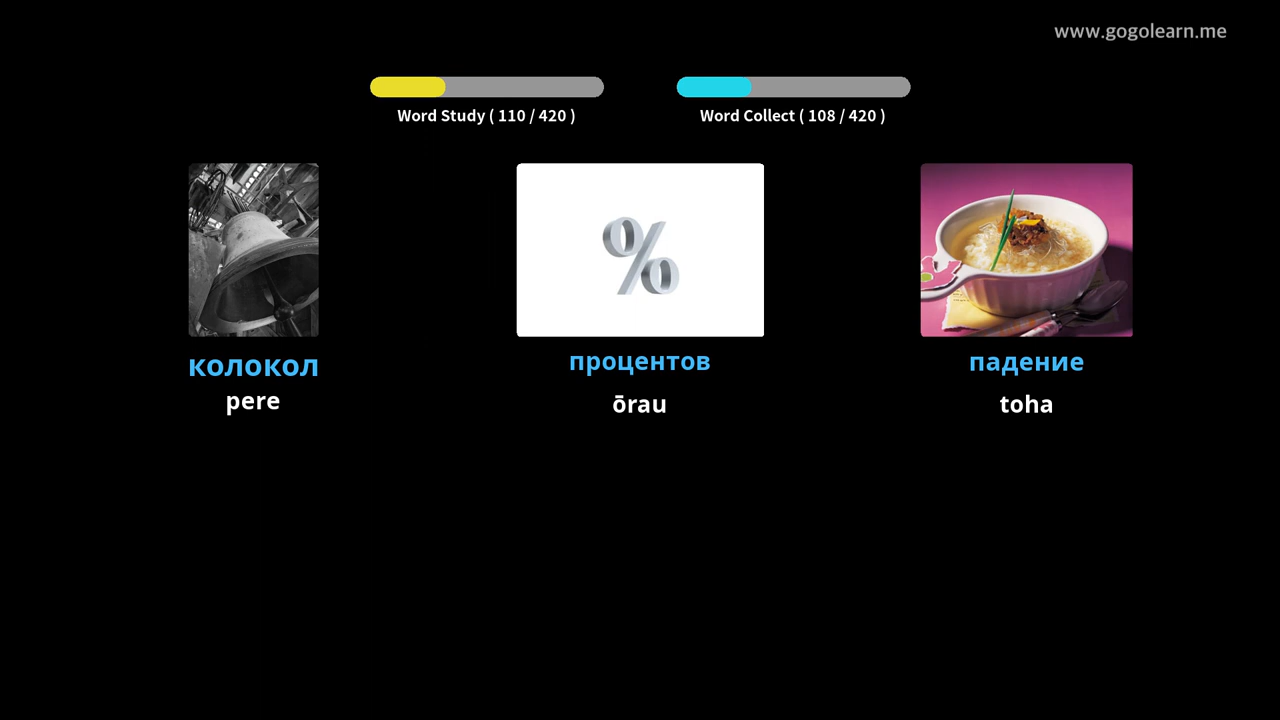 www.gogolearn.me
Word Study ( 110 / 420 )
Word Collect ( 108 / 420 )
%
колокол
pere
процентов
ōrau
падение
toha